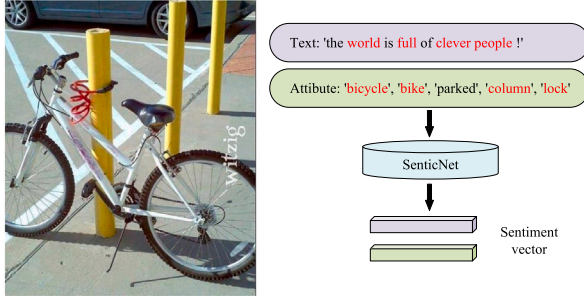 Witzig
Text: 'the world is full of clever people !'
Attibute: 'bicycle', 'bike', 'parked', 'column', 'lock'
SenticNet
Sentiment
vector